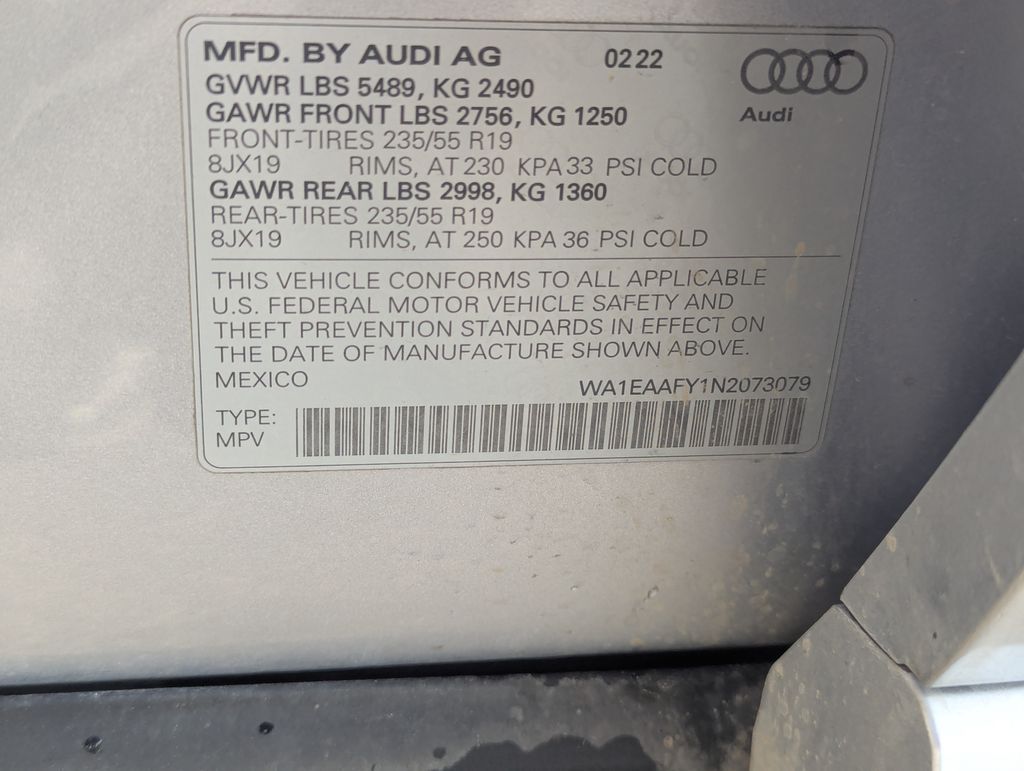 MFD. BY AUDI AG 02 22
GVWR LBS 5489, KG 2490
Audi
GAWR FRONT LBS 2756, KG 1250
FRONT-TIRES 235/55 R19
8JX19 RIMS, AT 230 KPA 33 PSI COLD
GAWR REAR LBS 2998, KG 1360
REAR-TIRES 235/55 R19
8JX19 RIMS, AT 250 KPA 36 PSI COLD
THIS VEHICLE CONFORMS TO ALL APPLICABLE
U.S. FEDERAL MOTOR VEHICLE SAFETY AND
THEFT PREVENTION STANDARDS IN EFFECT ON
THE DATE OF MANUFACTURE SHOWN ABOVE.
MEXICO WA1EAAFY1N2073079
TYPE:
MPV